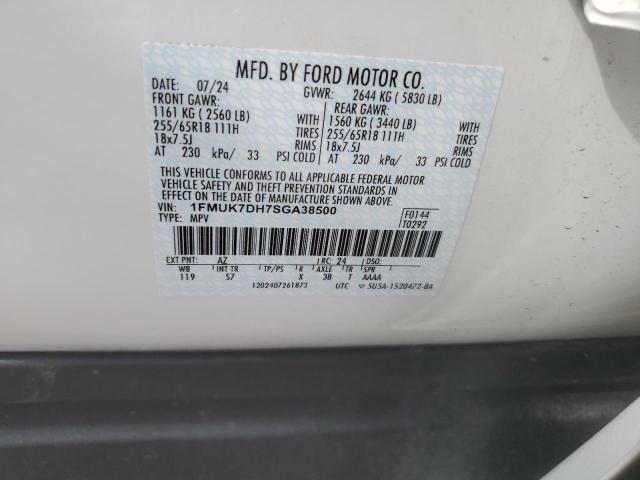 MFD. BY FORD MOTOR CO.
DATE: 07/24 GVWR: 2644 KG ( 5830 LB)
FRONT GAWR: REAR GAWR:
1161 KG ( 2560 LB) WITH 1560 KG ( 3440 LB) WITH
255/65R18 111H TIRES 255/65R18 111H TIRES
18x7.5J RIMS 18x7.5J RIMS
AT 230 kPa/ 33 PSI COLD AT 230 kPa/ 33 PSI COLD
THIS VEHICLE CONFORMS TO ALL APPLICABLE FEDERAL MOTOR
VEHICLE SAFETY AND THEFT PREVENTION STANDARDS IN
EFFECT ON THE DATE OF MANUFACTURE SHOWN ABOVE.
VIN: 1FMUK7DH7SGA38500 F0144
TYPE: MPV T0292
EXT PNT: AZ RC: 24 DSO:
WB INT TR TP/PS R AXLE TR SPR
119 S7 X 3B T AAAA
1202407261873 UTC 5U5A-1520472-BA